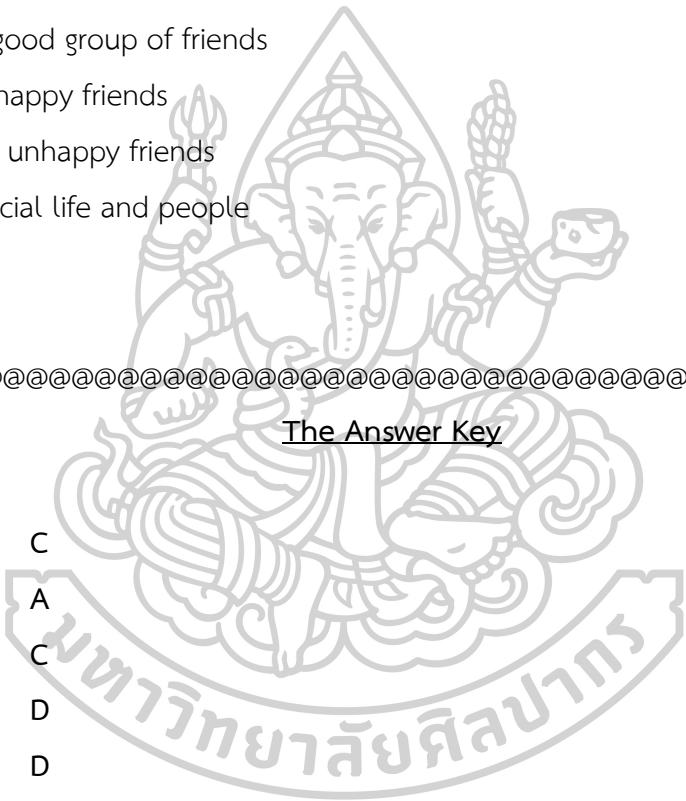 good group of friends
happy friends
unhappy friends
cial life and people
@@@@@@@@@@@@@@@@@@@@@@@@@@@@@@
The Answer Key
C
A
C
D
D
มหาวิทยาลัยศิลปากร